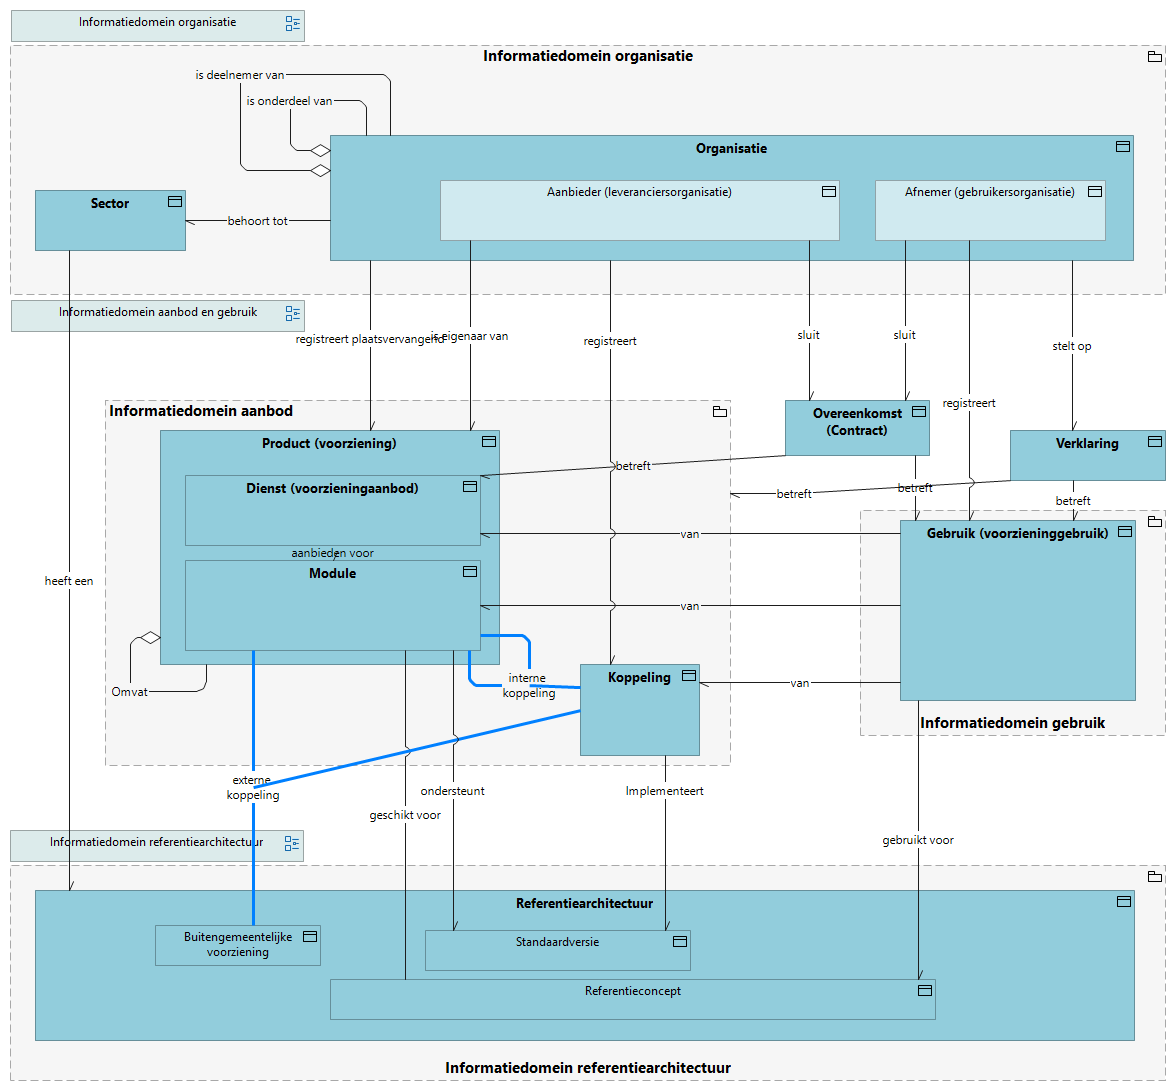 Informatiedomein organisatie
Informatiedomein organisatie
is deelnemer van
is onderdeel van
Organisatie
Aanbieder (leveranciersorganisatie)
Afnemer (gebruikersorganisatie)
Sector
behoort tot
Informatiedomein aanbod en gebruik
registreert plaatsvervangend
is eigenaar van
registreert
sluit
sluit
stelt op
registreert
Informatiedomein aanbod
Product (voorziening)
Overeenkomst
(Contract)
Verklaring
Dienst (voorzieningaanbod)
betreft
betreft
betreft
betreft
Gebruik (voorzieninggebruik)
van
aanbieden voor
Module
heeft een
van
Omvat
interne
koppeling
Koppeling
van
Informatiedomein gebruik
externe
koppeling
ondersteunt
Implementeert
geschikt voor
gebruikt voor
Informatiedomein referentiearchitectuur
Referentiearchitectuur
Buitengemeentelijke
voorziening
Standaardversie
Referentieconcept
Informatiedomein referentiearchitectuur